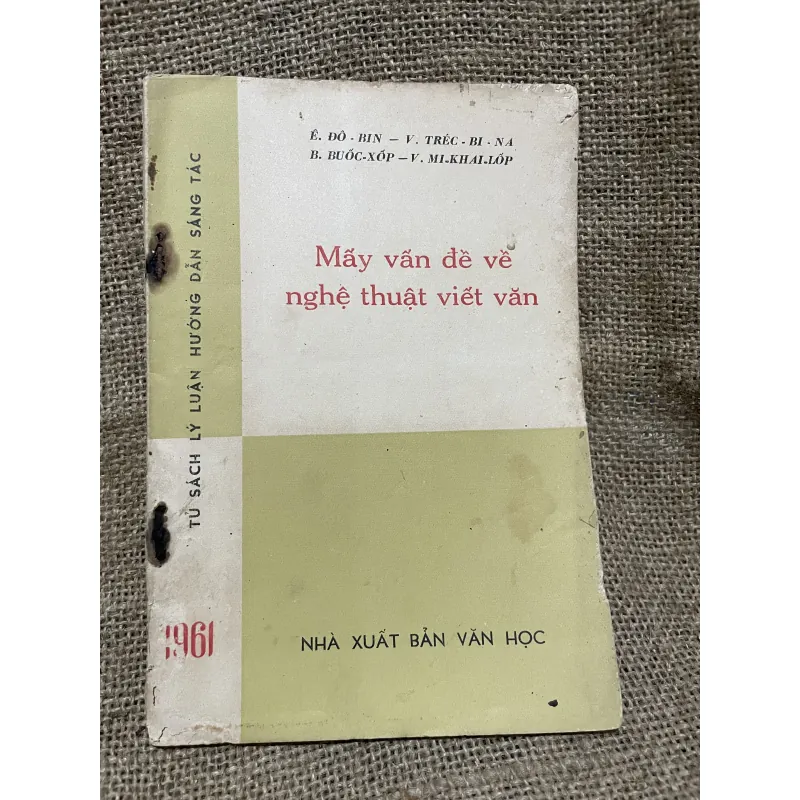 Ê. ĐÔ - BIN — V. TRÉC - BI - NA
B. BUỐC-XỐP — V. MI-KHAI-LỐP
Mấy vấn đề về
nghệ thuật viết văn
TỦ SÁCH LÝ LUẬN HƯỚNG DẪN SÁNG TÁC
1961
NHÀ XUẤT BẢN VĂN HỌC